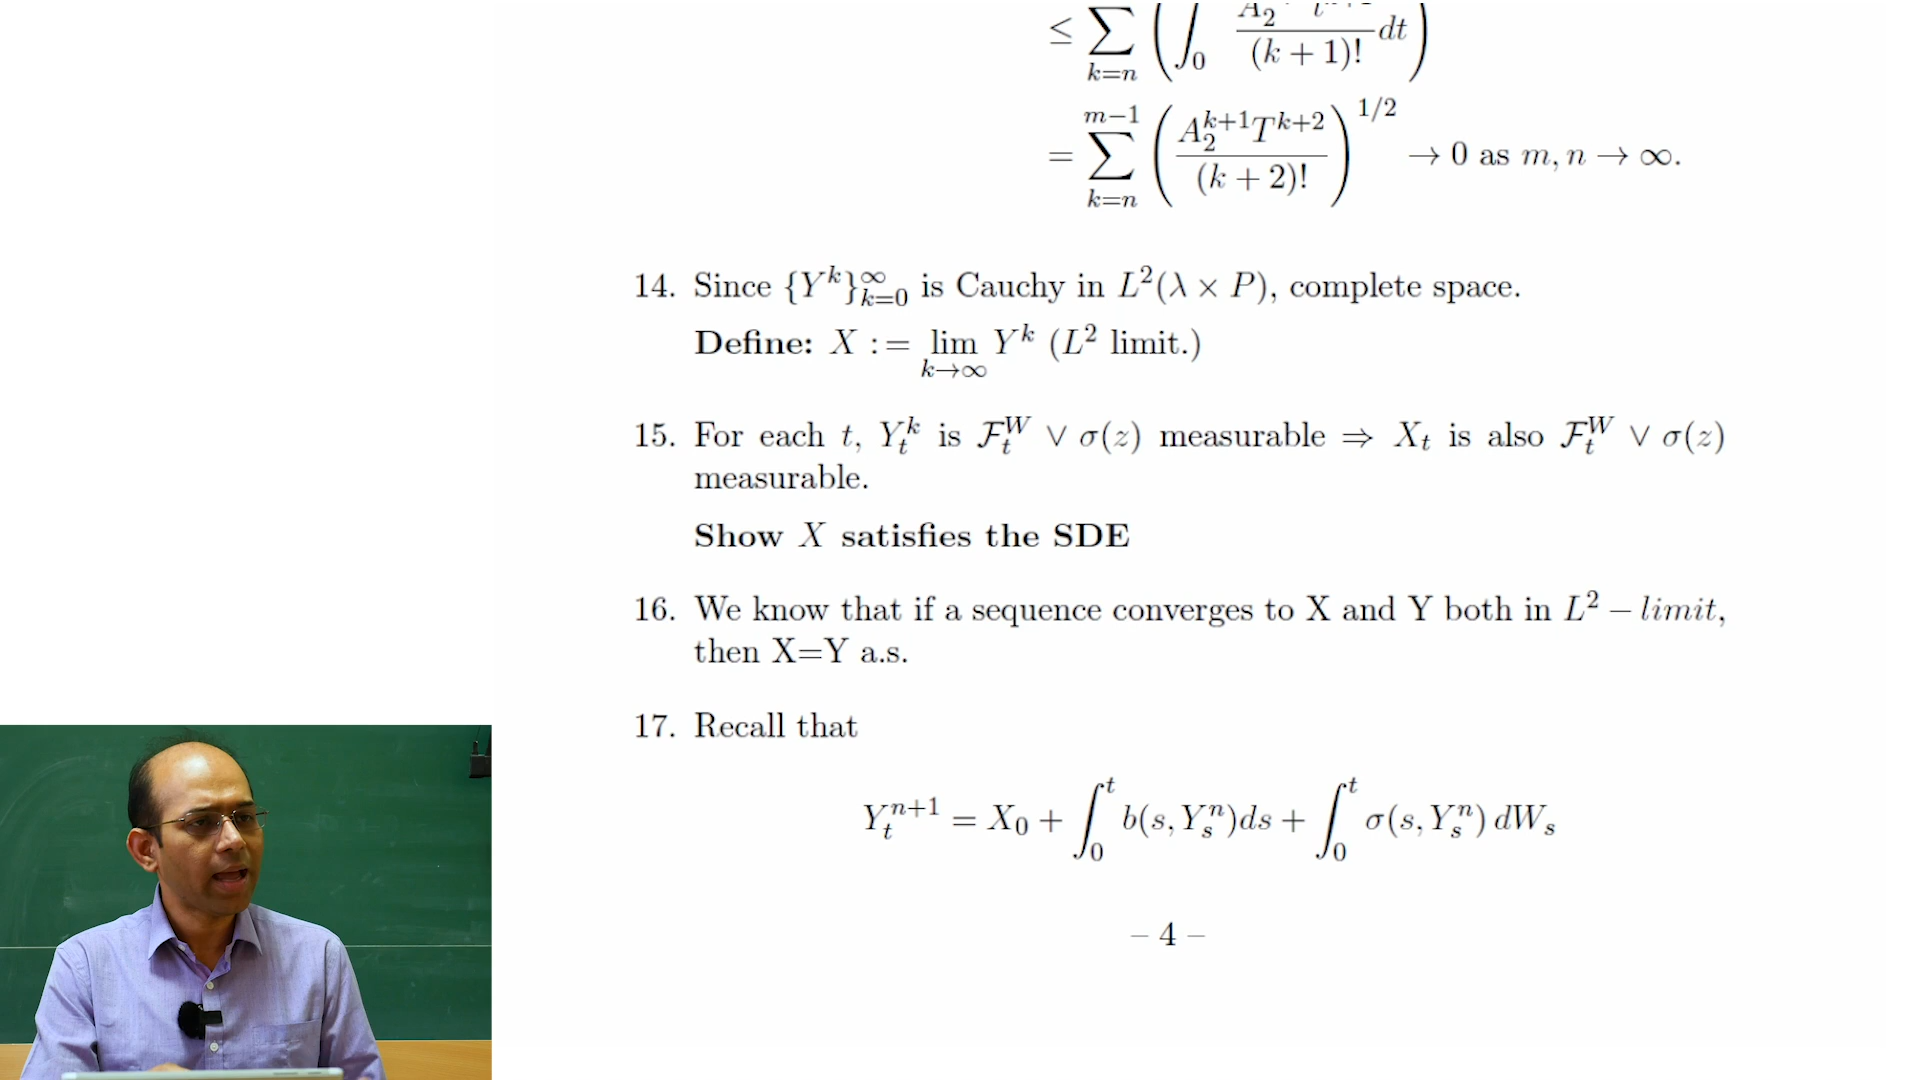 ≤ ∑_{k=n} ( ∫_0 A_2 / (k + 1)! dt )
= ∑_{k=n}^{m−1} ( A_2^{k+1} T^{k+2} / (k + 2)! )^{1/2} → 0 as m, n → ∞.
14. Since {Y^k}_{k=0}^∞ is Cauchy in L^2(λ × P), complete space.
Define: X := lim_{k→∞} Y^k (L^2 limit.)
15. For each t, Y_t^k is ℱ_t^W ∨ σ(z) measurable ⇒ X_t is also ℱ_t^W ∨ σ(z)
measurable.
Show X satisfies the SDE
16. We know that if a sequence converges to X and Y both in L^2 − limit,
then X=Y a.s.
17. Recall that
Y_t^{n+1} = X_0 + ∫_0^t b(s, Y_s^n)ds + ∫_0^t σ(s, Y_s^n) dW_s
– 4 –